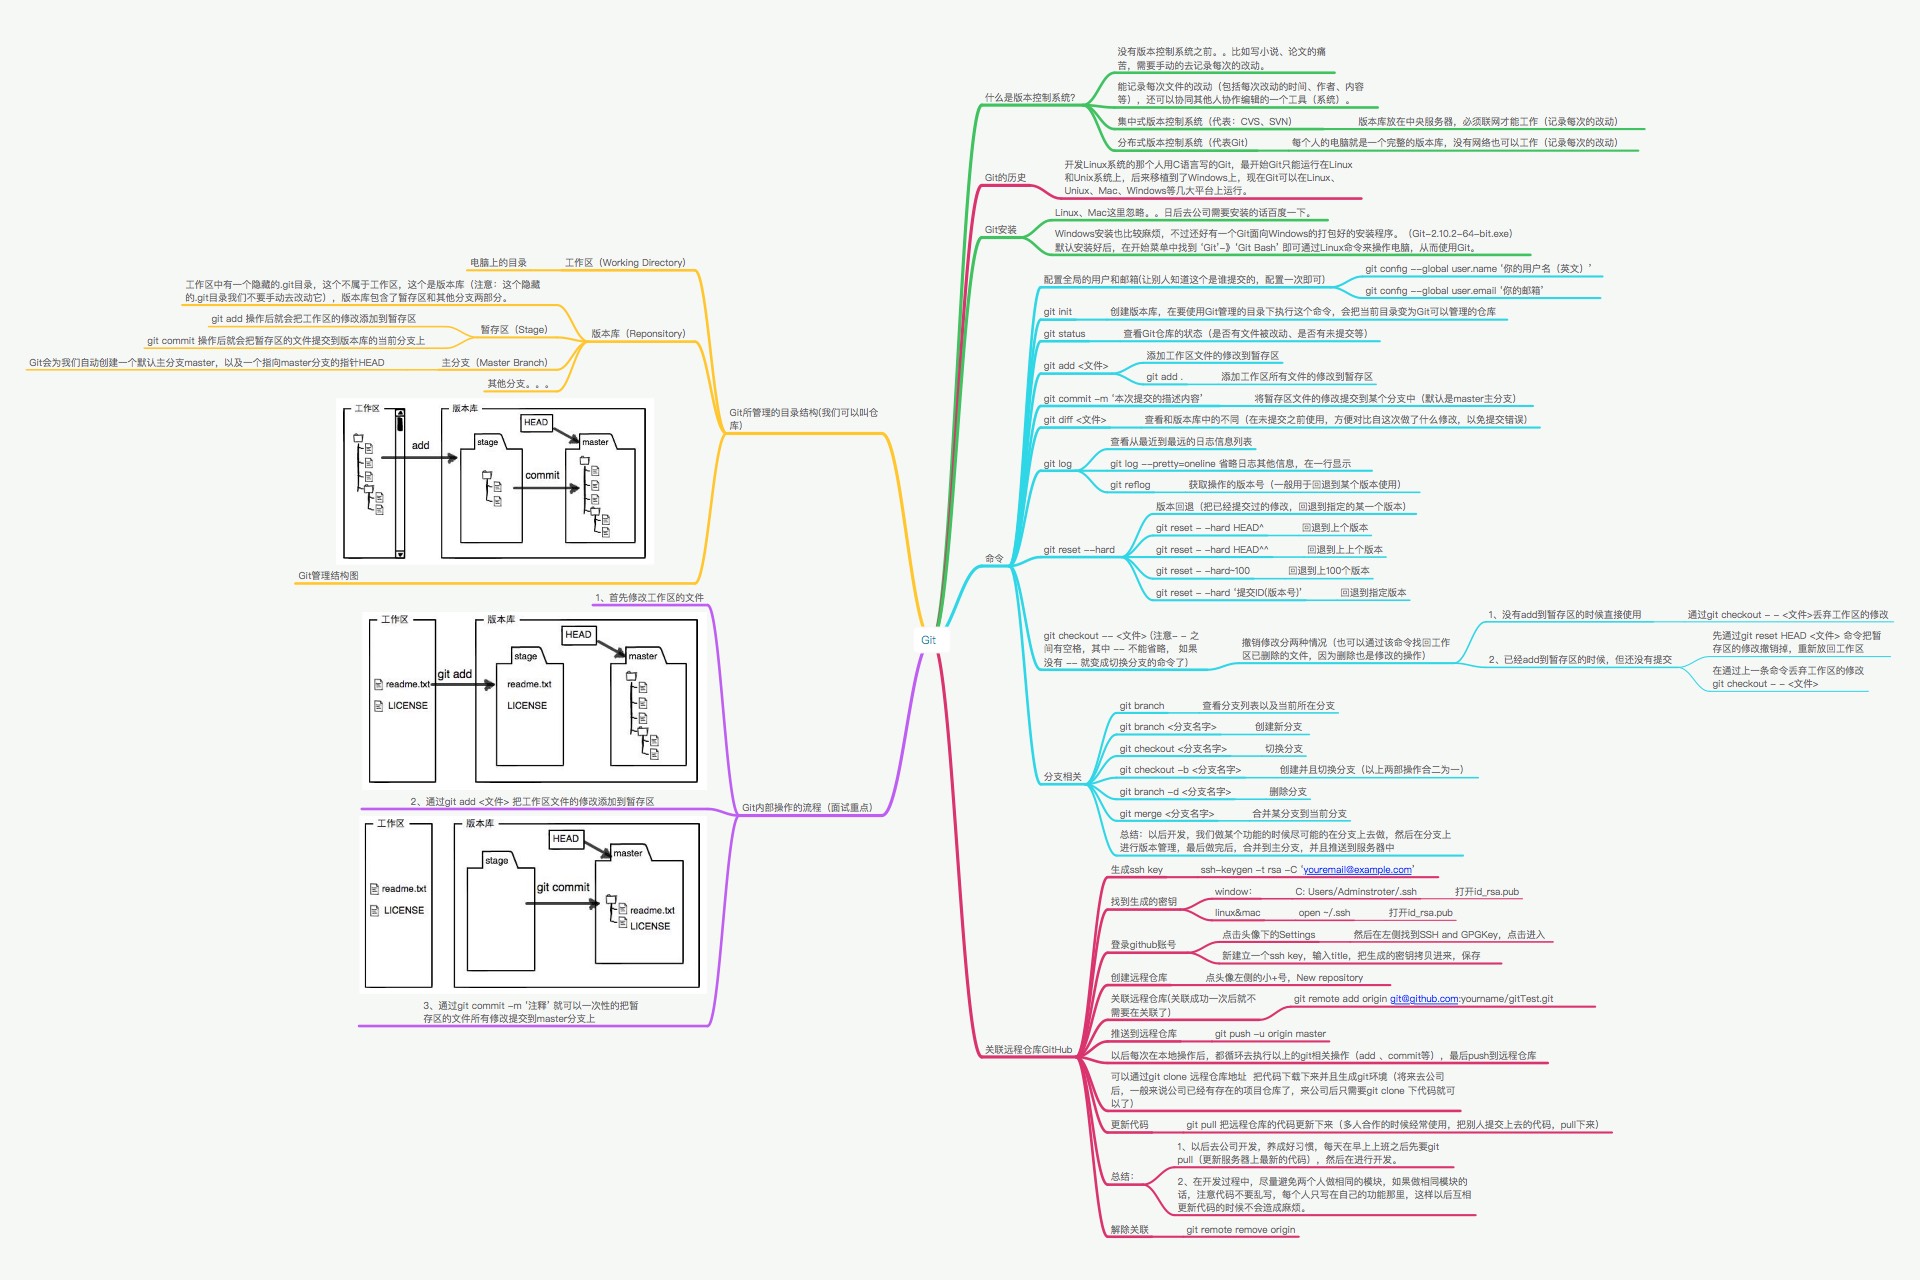 Git
什么是版本控制系统?
没有版本控制系统之前。。比如写小说、论文的痛
苦，需要手动的去记录每次的改动。
能记录每次文件的改动（包括每次改动的时间、作者、内容
等），还可以协同其他人协作编辑的一个工具（系统）。
集中式版本控制系统（代表：CVS、SVN） 版本库放在中央服务器，必须联网才能工作（记录每次的改动）
分布式版本控制系统（代表Git） 每个人的电脑就是一个完整的版本库，没有网络也可以工作（记录每次的改动）
Git的历史
开发Linux系统的那个人用C语言写的Git，最开始Git只能运行在Linux
和Unix系统上，后来移植到了Windows上，现在Git可以在Linux、
Uniux、Mac、Windows等几大平台上运行。
Git安装
Linux、Mac这里忽略。。日后去公司需要安装的话百度一下。
Windows安装也比较麻烦，不过还好有一个Git面向Windows的打包好的安装程序。（Git-2.10.2-64-bit.exe）
默认安装好后，在开始菜单中找到 ‘Git’-》‘Git Bash’ 即可通过Linux命令来操作电脑，从而使用Git。
命令
配置全局的用户和邮箱(让别人知道这个是谁提交的，配置一次即可)
git config --global user.name ‘你的用户名（英文）’
git config --global user.email ‘你的邮箱’
git init 创建版本库，在要使用Git管理的目录下执行这个命令，会把当前目录变为Git可以管理的仓库
git status 查看Git仓库的状态（是否有文件被改动、是否有未提交等）
git add <文件>
添加工作区文件的修改到暂存区
git add . 添加工作区所有文件的修改到暂存区
git commit -m ‘本次提交的描述内容’ 将暂存区文件的修改提交到某个分支中（默认是master主分支）
git diff <文件> 查看和版本库中的不同（在未提交之前使用，方便对比自这次做了什么修改，以免提交错误）
git log
查看从最近到最远的日志信息列表
git log --pretty=oneline 省略日志其他信息，在一行显示
git reflog 获取操作的版本号（一般用于回退到某个版本使用）
git reset --hard
版本回退（把已经提交过的修改，回退到指定的某一个版本）
git reset - -hard HEAD^ 回退到上个版本
git reset - -hard HEAD^^ 回退到上上个版本
git reset - -hard~100 回退到上100个版本
git reset - -hard ‘提交ID(版本号)’ 回退到指定版本
git checkout -- <文件> (注意- - 之
间有空格，其中 -- 不能省略， 如果
没有 -- 就变成切换分支的命令了）
撤销修改分两种情况（也可以通过该命令找回工作
区已删除的文件，因为删除也是修改的操作）
1、没有add到暂存区的时候直接使用 通过git checkout - - <文件>丢弃工作区的修改
2、已经add到暂存区的时候，但还没有提交
先通过git reset HEAD <文件> 命令把暂
存区的修改撤销掉，重新放回工作区
在通过上一条命令丢弃工作区的修改
git checkout - - <文件>
分支相关
git branch 查看分支列表以及当前所在分支
git branch <分支名字> 创建新分支
git checkout <分支名字> 切换分支
git checkout -b <分支名字> 创建并且切换分支（以上两部操作合二为一）
git branch -d <分支名字> 删除分支
git merge <分支名字> 合并某分支到当前分支
总结：以后开发，我们做某个功能的时候尽可能的在分支上去做，然后在分支上
进行版本管理，最后做完后，合并到主分支，并且推送到服务器中
关联远程仓库GitHub
生成ssh key ssh-keygen -t rsa -C ‘youremail@example.com’
找到生成的密钥
window： C: Users/Adminstroter/.ssh 打开id_rsa.pub
linux&mac open ~/.ssh 打开id_rsa.pub
登录github账号
点击头像下的Settings 然后在左侧找到SSH and GPGKey，点击进入
新建立一个ssh key，输入title，把生成的密钥拷贝进来，保存
创建远程仓库 点头像左侧的小+号，New repository
关联远程仓库(关联成功一次后就不
需要在关联了）
git remote add origin git@github.com:yourname/gitTest.git
推送到远程仓库 git push -u origin master
以后每次在本地操作后，都循环去执行以上的git相关操作（add 、commit等），最后push到远程仓库
可以通过git clone 远程仓库地址 把代码下载下来并且生成git环境（将来去公司
后，一般来说公司已经有存在的项目仓库了，来公司后只需要git clone 下代码就可
以了）
更新代码 git pull 把远程仓库的代码更新下来（多人合作的时候经常使用，把别人提交上去的代码，pull下来）
总结：
1、以后去公司开发，养成好习惯，每天在早上上班之后先要git
pull（更新服务器上最新的代码），然后在进行开发。
2、在开发过程中，尽量避免两个人做相同的模块，如果做相同模块的
话，注意代码不要乱写，每个人只写在自己的功能那里，这样以后互相
更新代码的时候不会造成麻烦。
解除关联 git remote remove origin
Git所管理的目录结构(我们可以叫仓
库）
电脑上的目录 工作区（Working Directory）
版本库（Reponsitory）
工作区中有一个隐藏的.git目录，这个不属于工作区，这个是版本库（注意：这个隐藏
的.git目录我们不要手动去改动它），版本库包含了暂存区和其他分支两部分。
暂存区（Stage）
git add 操作后就会把工作区的修改添加到暂存区
git commit 操作后就会把暂存区的文件提交到版本库的当前分支上
Git会为我们自动创建一个默认主分支master，以及一个指向master分支的指针HEAD 主分支（Master Branch）
其他分支。。。
工作区 版本库
HEAD
stage master
add
commit
Git管理结构图
Git内部操作的流程（面试重点）
1、首先修改工作区的文件
工作区 版本库
HEAD
stage master
git add
readme.txt readme.txt
LICENSE LICENSE
2、通过git add <文件> 把工作区文件的修改添加到暂存区
工作区 版本库
HEAD
stage master
git commit
readme.txt
LICENSE
readme.txt
LICENSE
3、通过git commit -m ‘注释’ 就可以一次性的把暂
存区的文件所有修改提交到master分支上